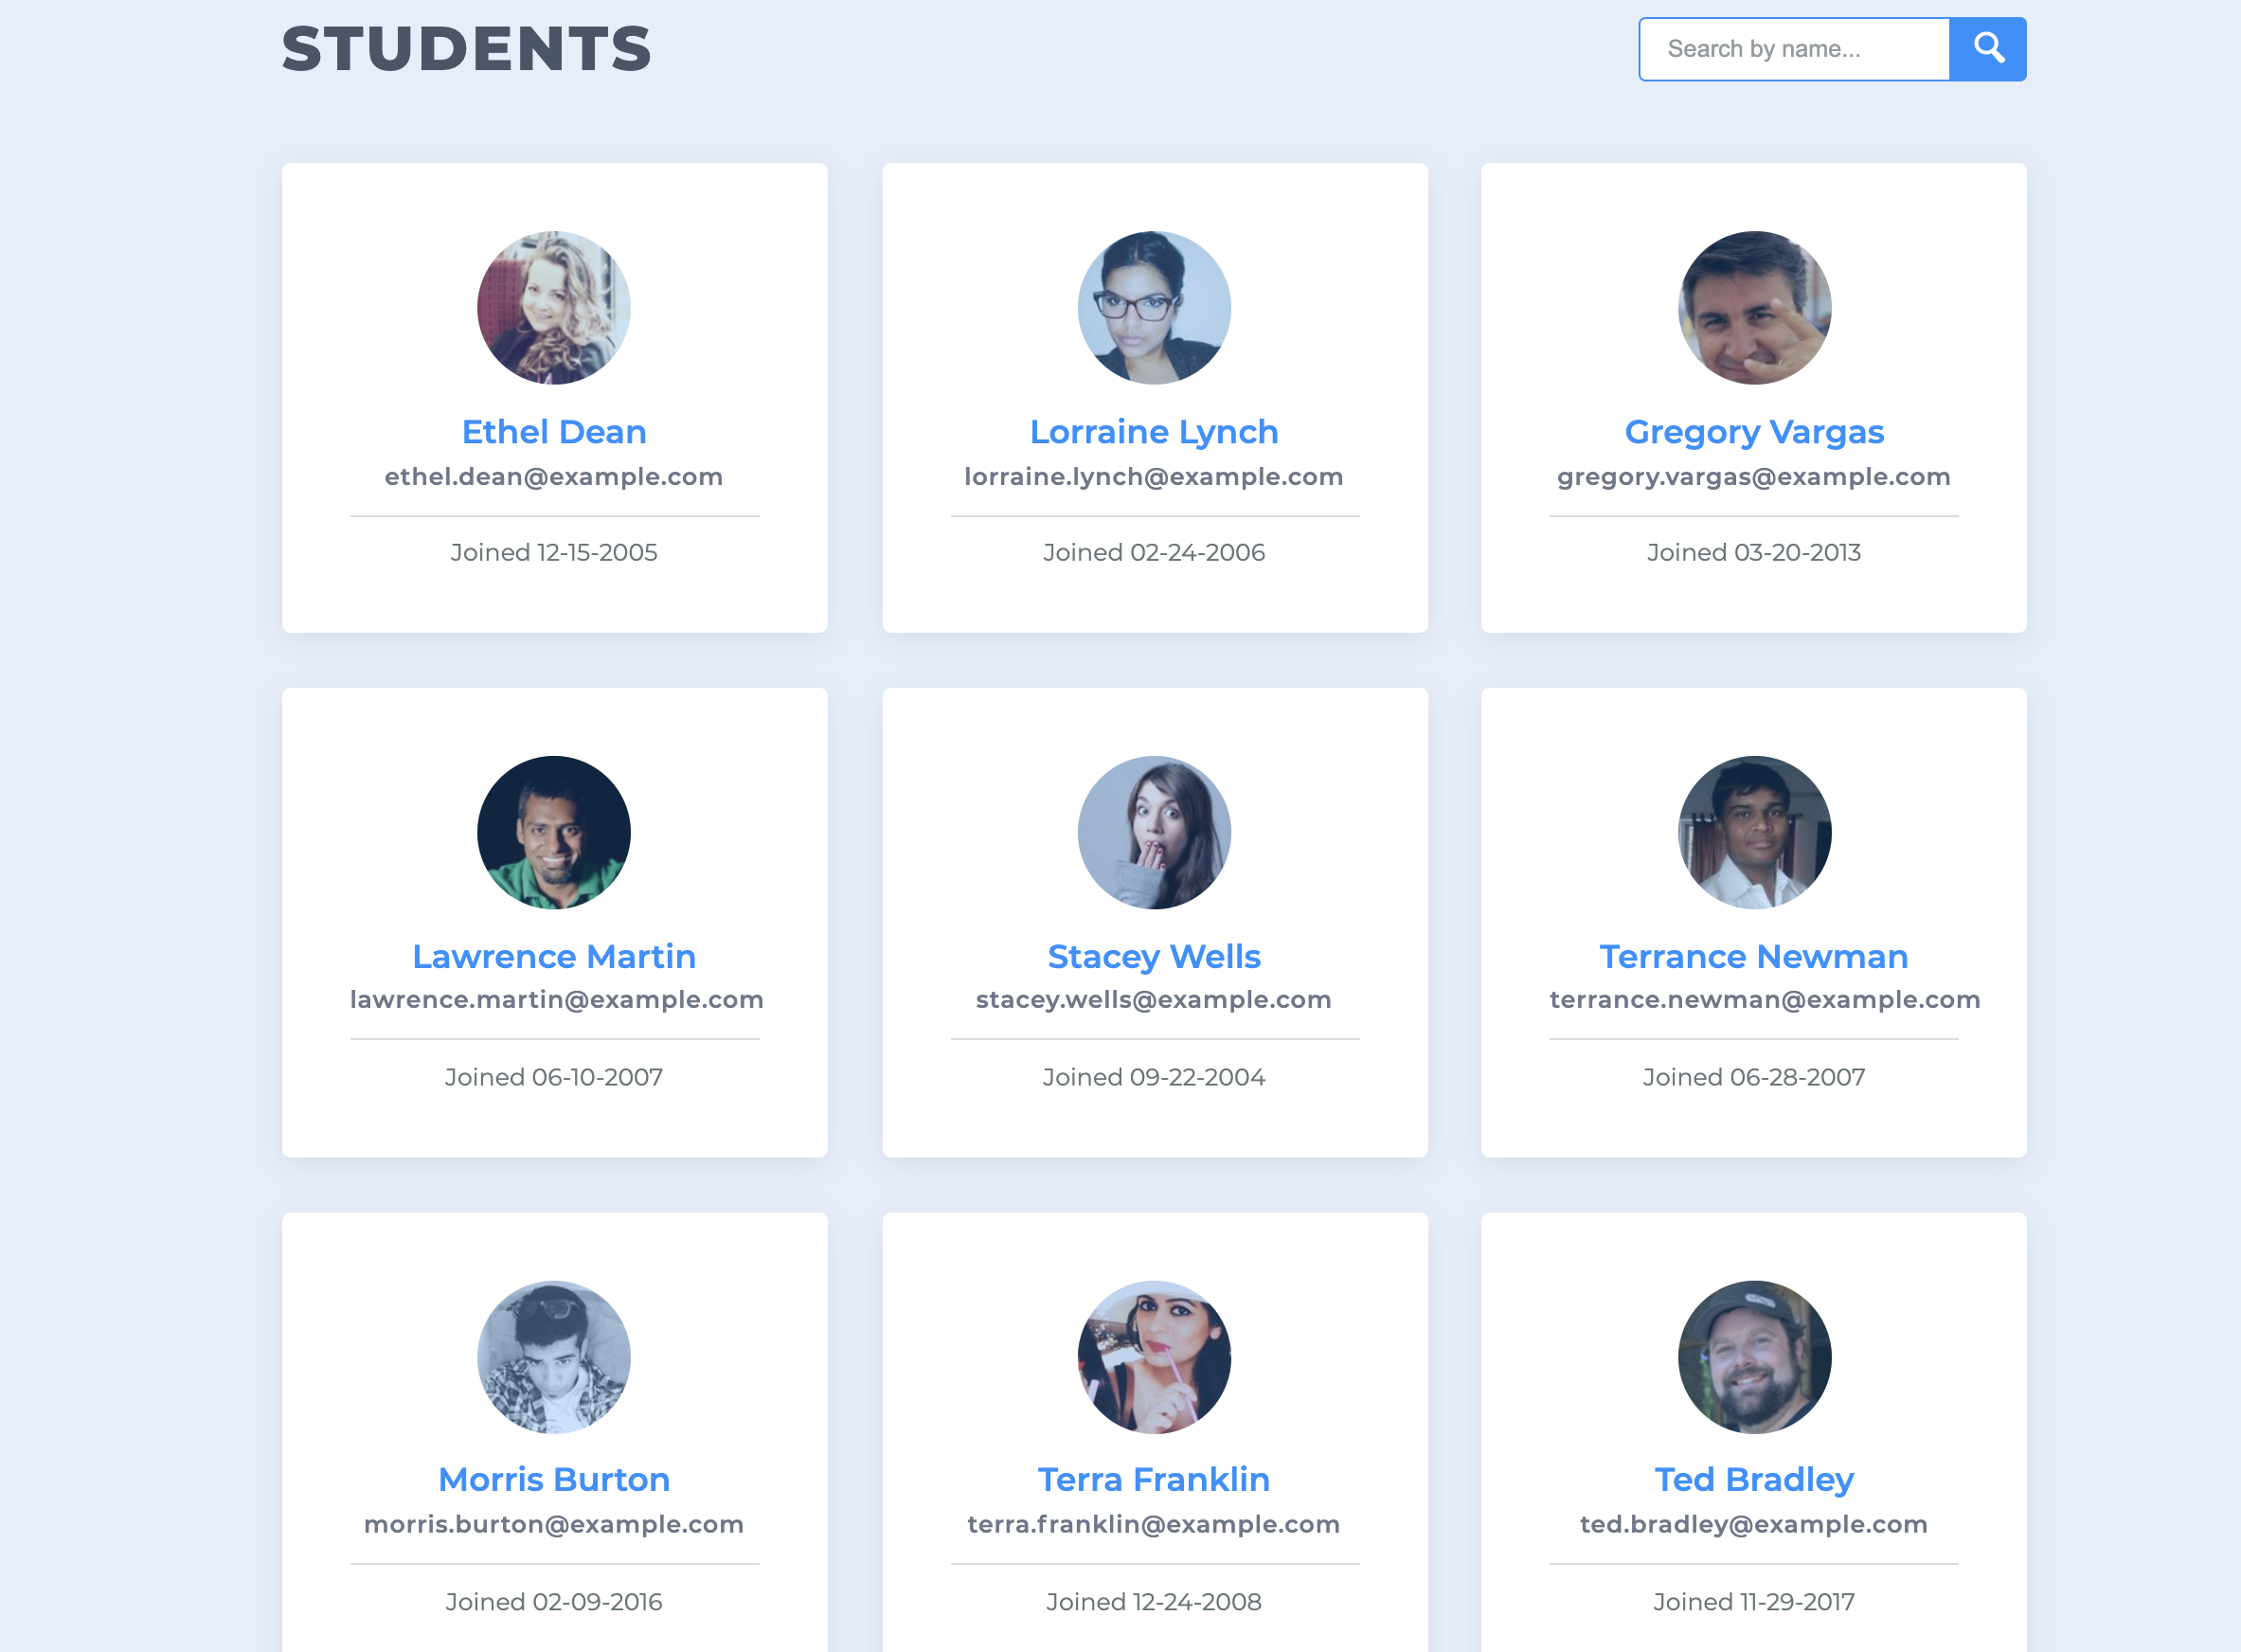 STUDENTS
Search by name...
Ethel Dean
ethel.dean@example.com
Joined 12-15-2005
Lorraine Lynch
lorraine.lynch@example.com
Joined 02-24-2006
Gregory Vargas
gregory.vargas@example.com
Joined 03-20-2013
Lawrence Martin
lawrence.martin@example.com
Joined 06-10-2007
Stacey Wells
stacey.wells@example.com
Joined 09-22-2004
Terrance Newman
terrance.newman@example.com
Joined 06-28-2007
Morris Burton
morris.burton@example.com
Joined 02-09-2016
Terra Franklin
terra.franklin@example.com
Joined 12-24-2008
Ted Bradley
ted.bradley@example.com
Joined 11-29-2017